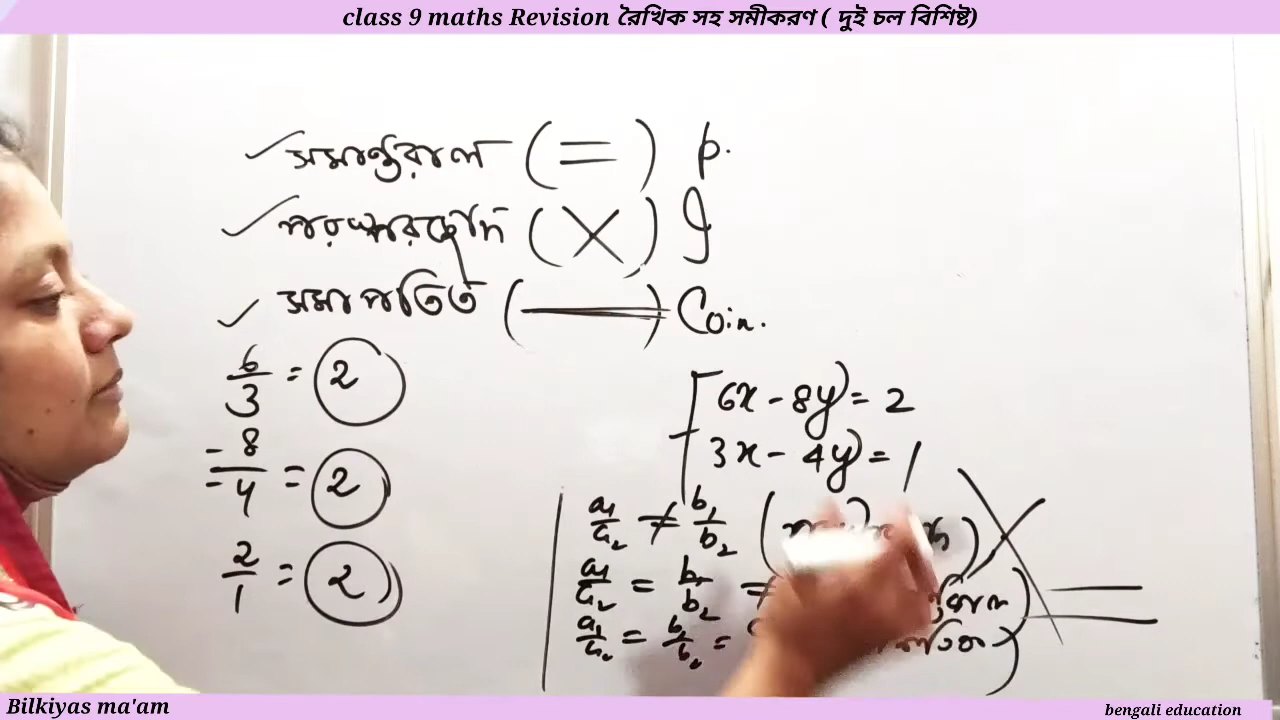 class 9 maths Revision রৈখিক সহ সমীকরণ ( দুই চল বিশিষ্ট)
সমান্তরাল ( = ) P.
পরস্পরছেদি ( X ) I
সমাপতিত ( ) Coin.
6/3 = 2
-8/-4 = 2
2/1 = 2
6x - 8y = 2
3x - 4y = 1
a₁/a₂ ≠ b₁/b₂
a₁/a₂ = b₁/b₂ ≠
a₁/a₂ = b₁/b₂ =
Bilkiyas ma'am
bengali education